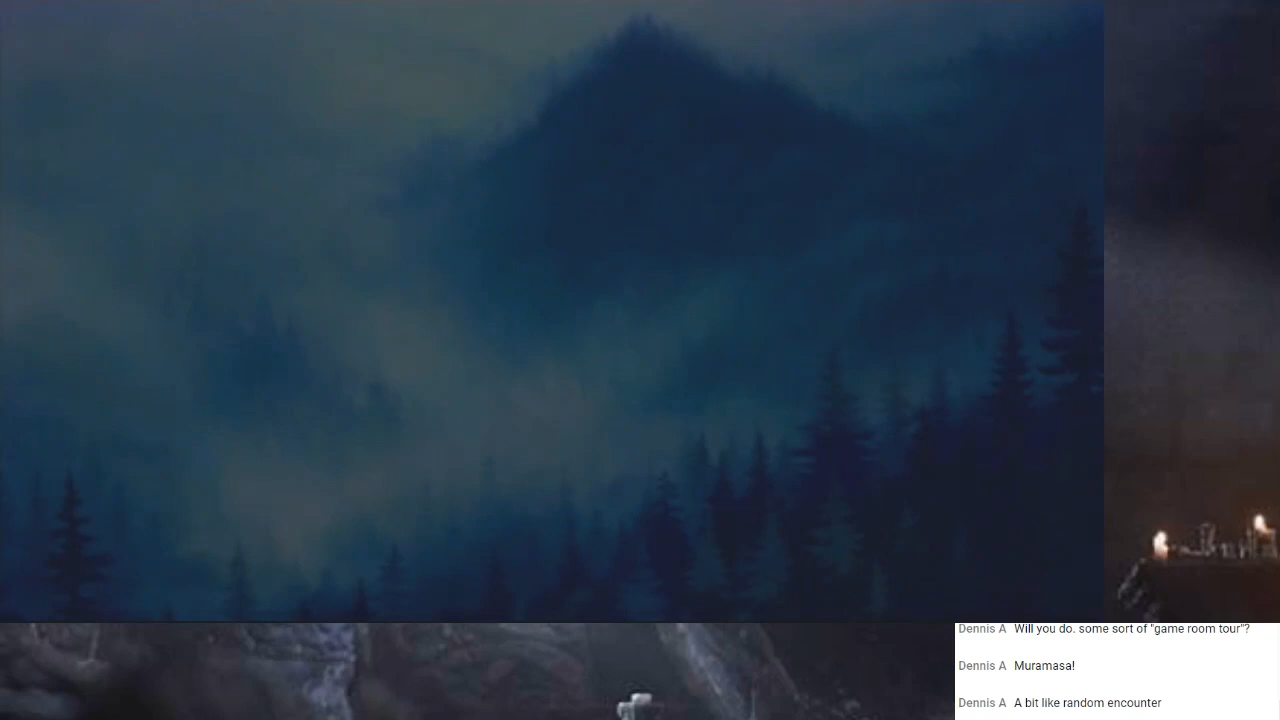 Dennis A Will you do. some sort of "game room tour"?
Dennis A Muramasa!
Dennis A A bit like random encounter